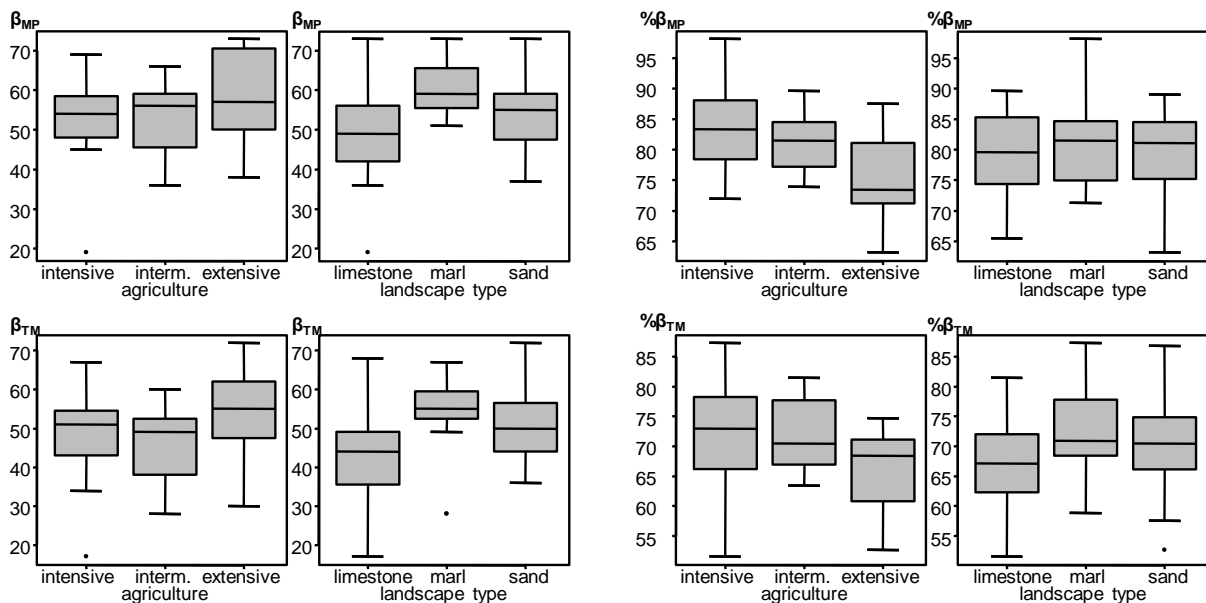 βMP βMP %βMP %βMP
70 70 95 95
60 60 90 90
50 50 85 85
40 40 80 80
30 30 75 75
20 20 70 70
65 65
intensive interm. extensive limestone marl sand intensive interm. extensive limestone marl sand
agriculture landscape type agriculture landscape type
βTM βTM %βTM %βTM
70 70 85 85
60 60 80 80
50 50 75 75
40 40 70 70
30 30 65 65
20 20 55 55
intensive interm. extensive limestone marl sand intensive interm. extensive limestone marl sand
agriculture landscape type agriculture landscape type